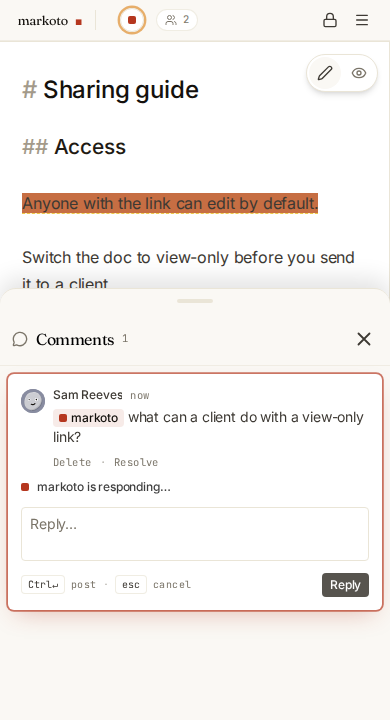 markoto
2
# Sharing guide
## Access
Anyone with the link can edit by default.
Switch the doc to view-only before you send
it to a client
Comments 1
Sam Reeves now
markoto what can a client do with a view-only
link?
Delete · Resolve
markoto is responding...
Reply...
Ctrl↵ post · esc cancel
Reply